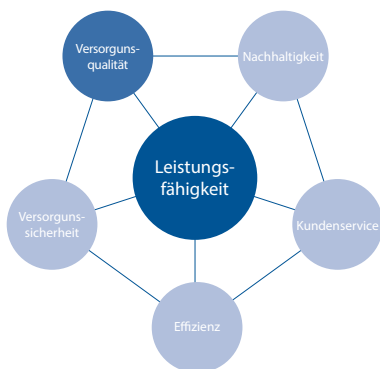 Versorguns-
qualität
Nachhaltigkeit
Leistungs-
fähigkeit
Versorguns-
sicherheit
Kundenservice
Effizienz